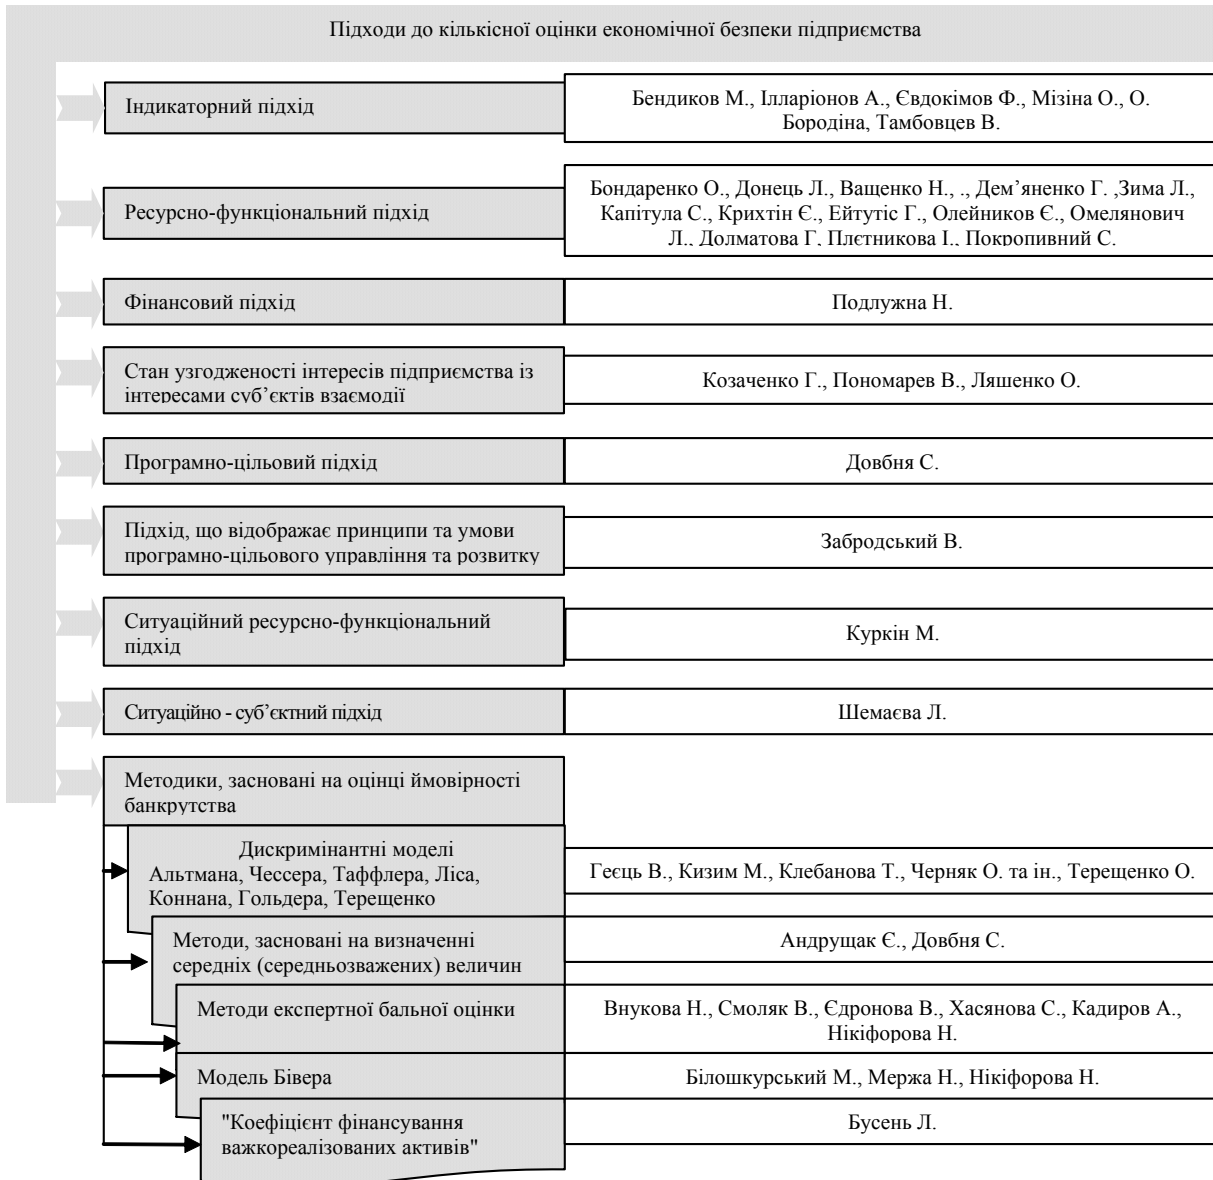 Підходи до кількісної оцінки економічної безпеки підприємства
Індикаторний підхід
Бендиков М., Ілларіонов А., Євдокімов Ф., Мізіна О., О.
Бородіна, Тамбовцев В.
Ресурсно-функціональний підхід
Бондаренко О., Донець Л., Ващенко Н., ., Дем’яненко Г. ,Зима Л.,
Капітула С., Крихтін Є., Ейтутіс Г., Олейников Є., Омелянович
Л., Долматова Г, Плєтникова І., Покропивний С.
Фінансовий підхід
Подлужна Н.
Стан узгодженості інтересів підприємства із
інтересами суб’єктів взаємодії
Козаченко Г., Пономарев В., Ляшенко О.
Програмно-цільовий підхід
Довбня С.
Підхід, що відображає принципи та умови
програмно-цільового управління та розвитку
Забродський В.
Ситуаційний ресурсно-функціональний
підхід
Куркін М.
Ситуаційно - суб’єктний підхід
Шемаєва Л.
Методики, засновані на оцінці ймовірності
банкрутства
Дискримінантні моделі
Альтмана, Чессера, Таффлера, Ліса,
Коннана, Гольдера, Терещенко
Геєць В., Кизим М., Клебанова Т., Черняк О. та ін., Терещенко О.
Методи, засновані на визначенні
середніх (середньозважених) величин
Андрущак Є., Довбня С.
Методи експертної бальної оцінки
Внукова Н., Смоляк В., Єдронова В., Хасянова С., Кадиров А.,
Нікіфорова Н.
Модель Бівера
Білошкурський М., Мержа Н., Нікіфорова Н.
"Коефіцієнт фінансування
важкореалізованих активів"
Бусень Л.